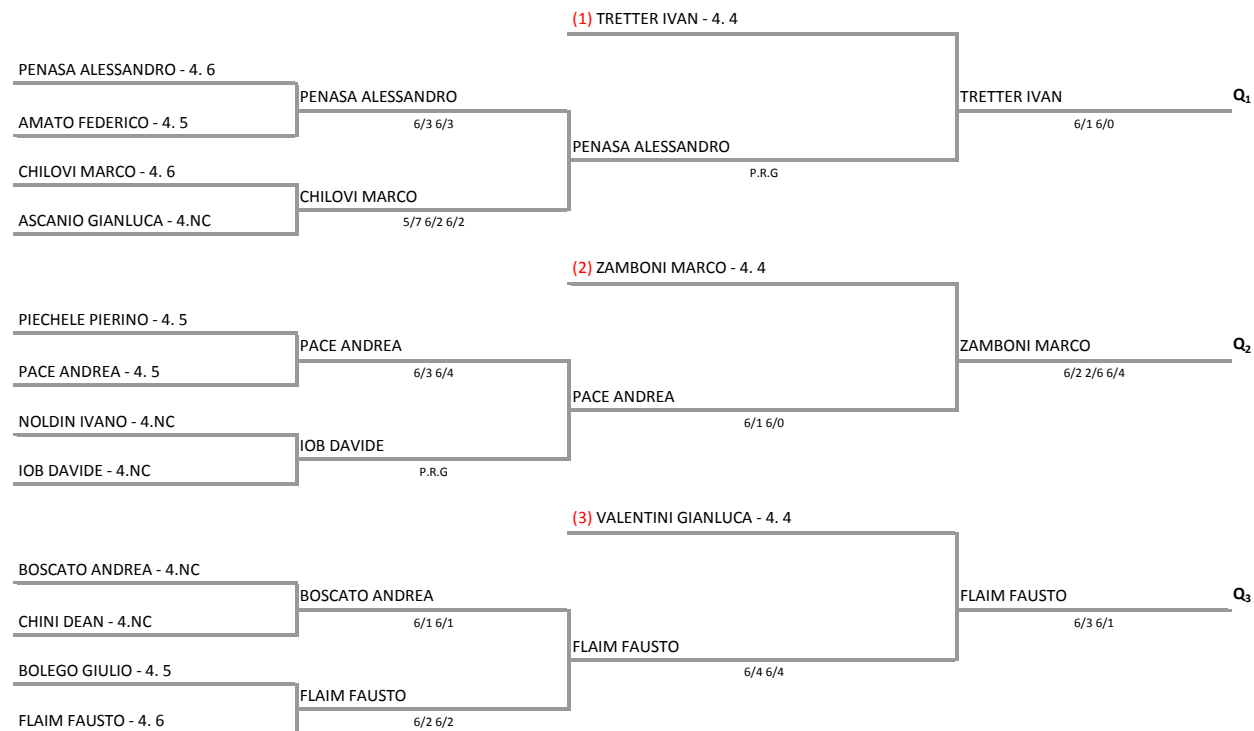 (1) TRETTER IVAN - 4. 4
PENASA ALESSANDRO - 4. 6
PENASA ALESSANDRO
TRETTER IVAN
Q1
AMATO FEDERICO - 4. 5
6/3 6/3
6/1 6/0
PENASA ALESSANDRO
CHILOVI MARCO - 4. 6
P.R.G
CHILOVI MARCO
ASCANIO GIANLUCA - 4.NC
5/7 6/2 6/2
(2) ZAMBONI MARCO - 4. 4
PIECHELE PIERINO - 4. 5
PACE ANDREA
ZAMBONI MARCO
Q2
PACE ANDREA - 4. 5
6/3 6/4
6/2 2/6 6/4
PACE ANDREA
NOLDIN IVANO - 4.NC
6/1 6/0
IOB DAVIDE
IOB DAVIDE - 4.NC
P.R.G
(3) VALENTINI GIANLUCA - 4. 4
BOSCATO ANDREA - 4.NC
BOSCATO ANDREA
FLAIM FAUSTO
Q3
CHINI DEAN - 4.NC
6/1 6/1
6/3 6/1
FLAIM FAUSTO
BOLEGO GIULIO - 4. 5
6/4 6/4
FLAIM FAUSTO
FLAIM FAUSTO - 4. 6
6/2 6/2